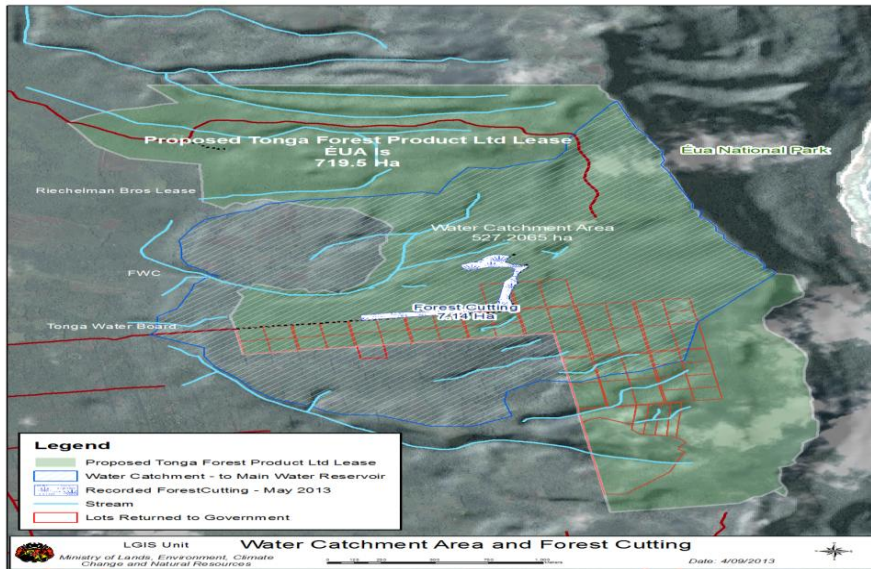 Proposed Tonga Forest Product Ltd Lease
EUA Is
719.5 Ha
Eua National Park
Riechelman Bros Lease
Water Catchment Area
527.2065 ha
FWC
Forest Cutting
7.14 Ha
Tonga Water Board
Legend
Proposed Tonga Forest Product Ltd Lease
Water Catchment - to Main Water Reservoir
Recorded ForestCutting - May 2013
Stream
Lots Returned to Government
LGIS Unit
Ministry of Lands, Environment, Climate
Change and Natural Resources
Water Catchment Area and Forest Cutting
Date: 4/09/2013